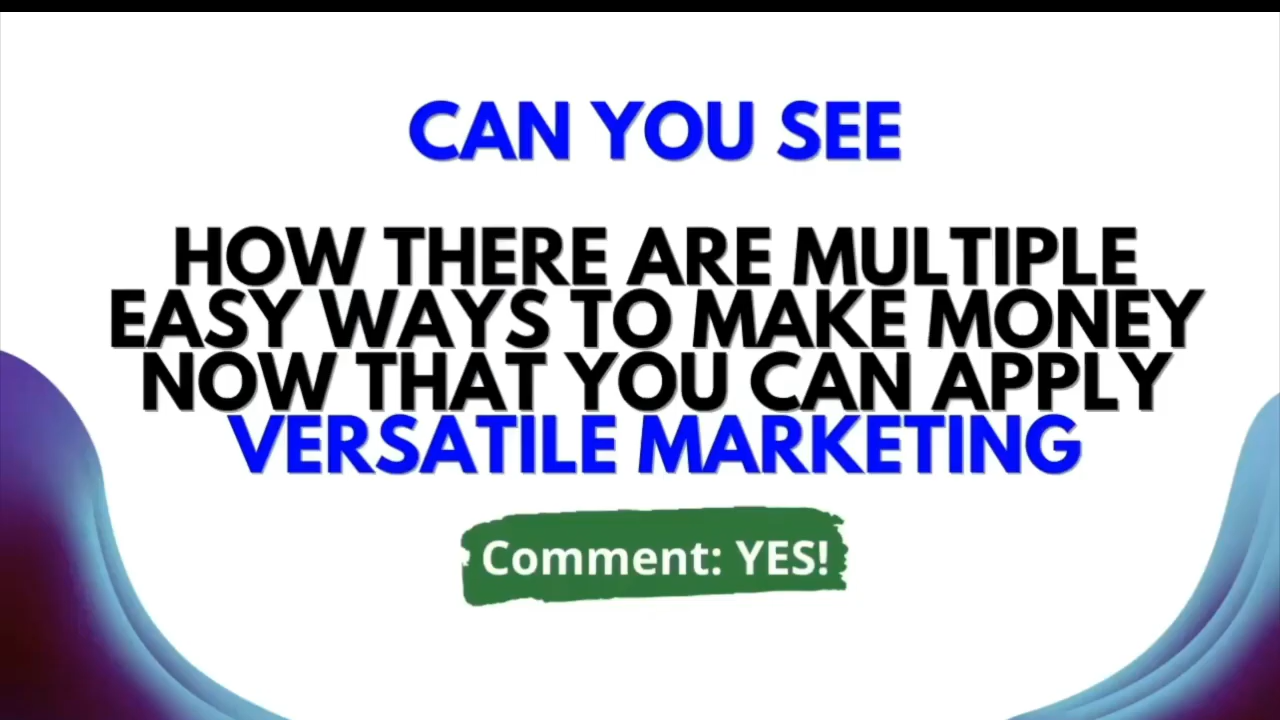 CAN YOU SEE
HOW THERE ARE MULTIPLE
EASY WAYS TO MAKE MONEY
NOW THAT YOU CAN APPLY
VERSATILE MARKETING
Comment: YES!